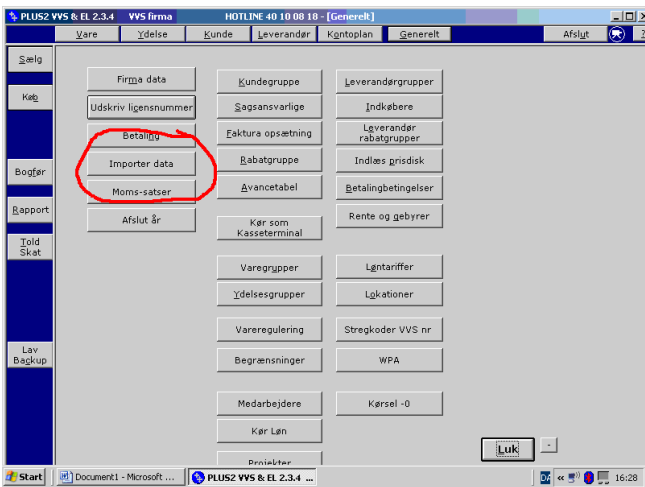 PLUS2 VVS & EL 2.3.4 VVS firma HOTLINE 40 10 08 18 - [Generelt]
Vare Ydelse Kunde Leverandør Kontoplan Generelt Afslut ?
Sælg
Køb
Bogfør
Rapport
Told
Skat
Lav
Backup
Firma data
Udskriv ligensnummer
Betaling
Importer data
Moms-satser
Afslut år
Kundegruppe
Sagsansvarlige
Faktura opsætning
Rabatgruppe
Avancetabel
Kør som
Kasseterminal
Varegrupper
Ydelsesgrupper
Vareregulering
Begrænsninger
Medarbejdere
Kør Løn
Projekter
Leverandørgrupper
Indkøbere
Leverandør
rabatgrupper
Indlæs prisdisk
Betalingbetingelser
Rente og gebyrer
Løntariffer
Lokationer
Stregkoder VVS nr
WPA
Kørsel -0
Luk -
Start Document1 - Microsoft ... PLUS2 VVS & EL 2.3.4 ... DA « 16:28